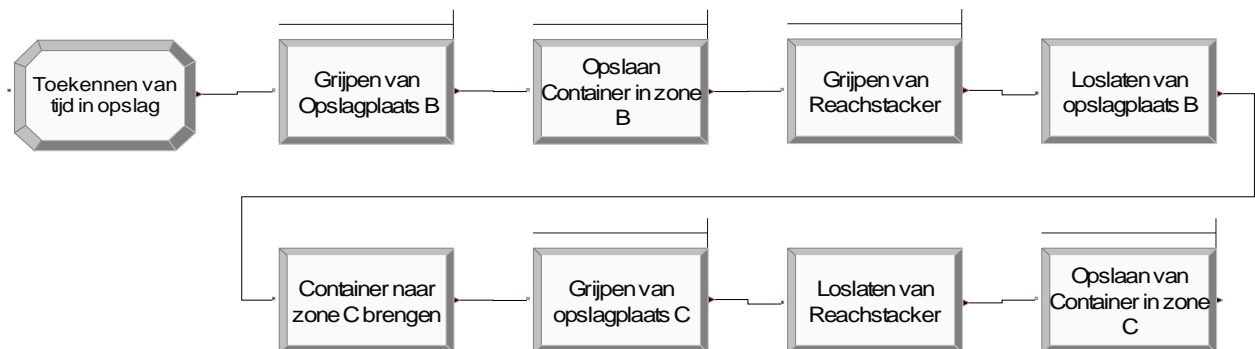 Toekennen van
tijd in opslag
Grijpen van
Opslagplaats B
Opslaan
Container in zone
B
Grijpen van
Reachstacker
Loslaten van
opslagplaats B
Container naar
zone C brengen
Grijpen van
opslagplaats C
Loslaten van
Reachstacker
Opslaan van
Container in zone
C